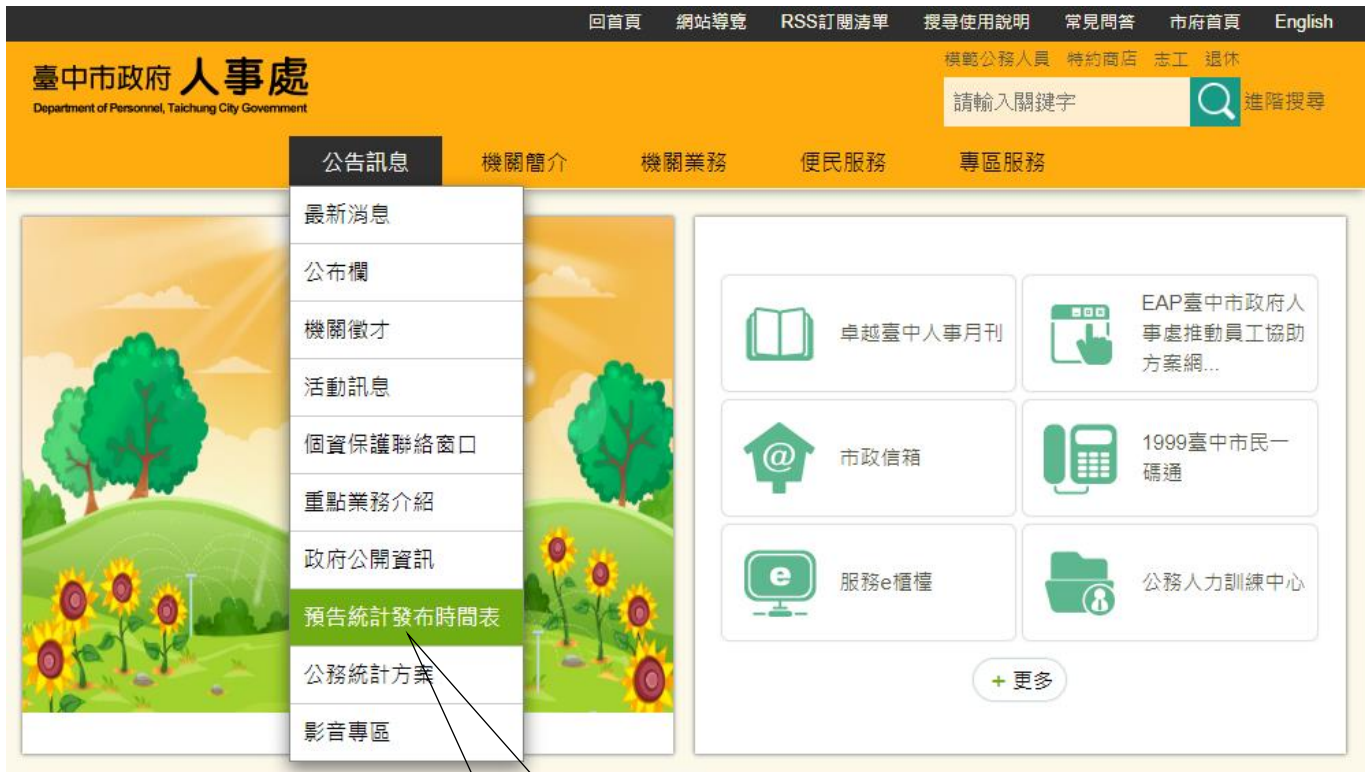 回首頁 網站導覽 RSS訂閱清單 搜尋使用說明 常見問答 市府首頁 English
模範公務人員 特約商店 志工 退休
臺中市政府 人事處
Department of Personnel, Taichung City Government
請輸入關鍵字 進階搜尋
公告訊息 機關簡介 機關業務 便民服務 專區服務
最新消息
公布欄
機關徵才
活動訊息
個資保護聯絡窗口
重點業務介紹
政府公開資訊
預告統計發布時間表
公務統計方案
影音專區
卓越臺中人事月刊
EAP臺中市政府人
事處推動員工協助
方案網...
@
市政信箱
1999臺中市民一
碼通
e
服務e櫃檯
公務人力訓練中心
+ 更多